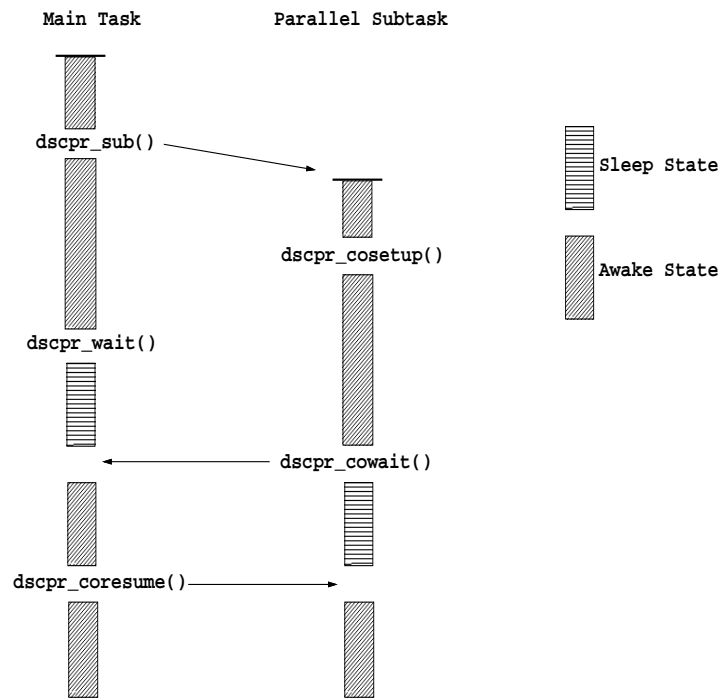 Main Task
Parallel Subtask
dscpr_sub()
Sleep State
dscpr_cosetup()
Awake State
dscpr_wait()
dscpr_cowait()
dscpr_coresume()